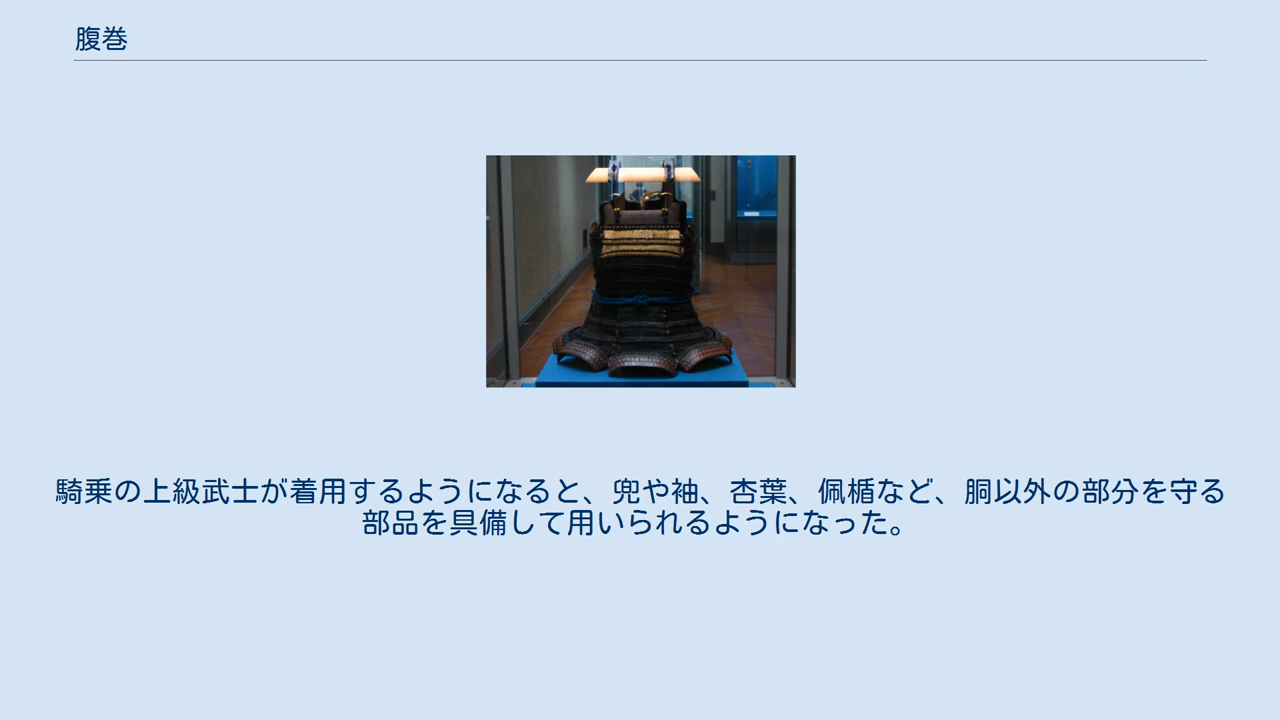 腹巻
騎乗の上級武士が着用するようになると、兜や袖、杏葉、佩楯など、胴以外の部分を守る
部品を具備して用いられるようになった。